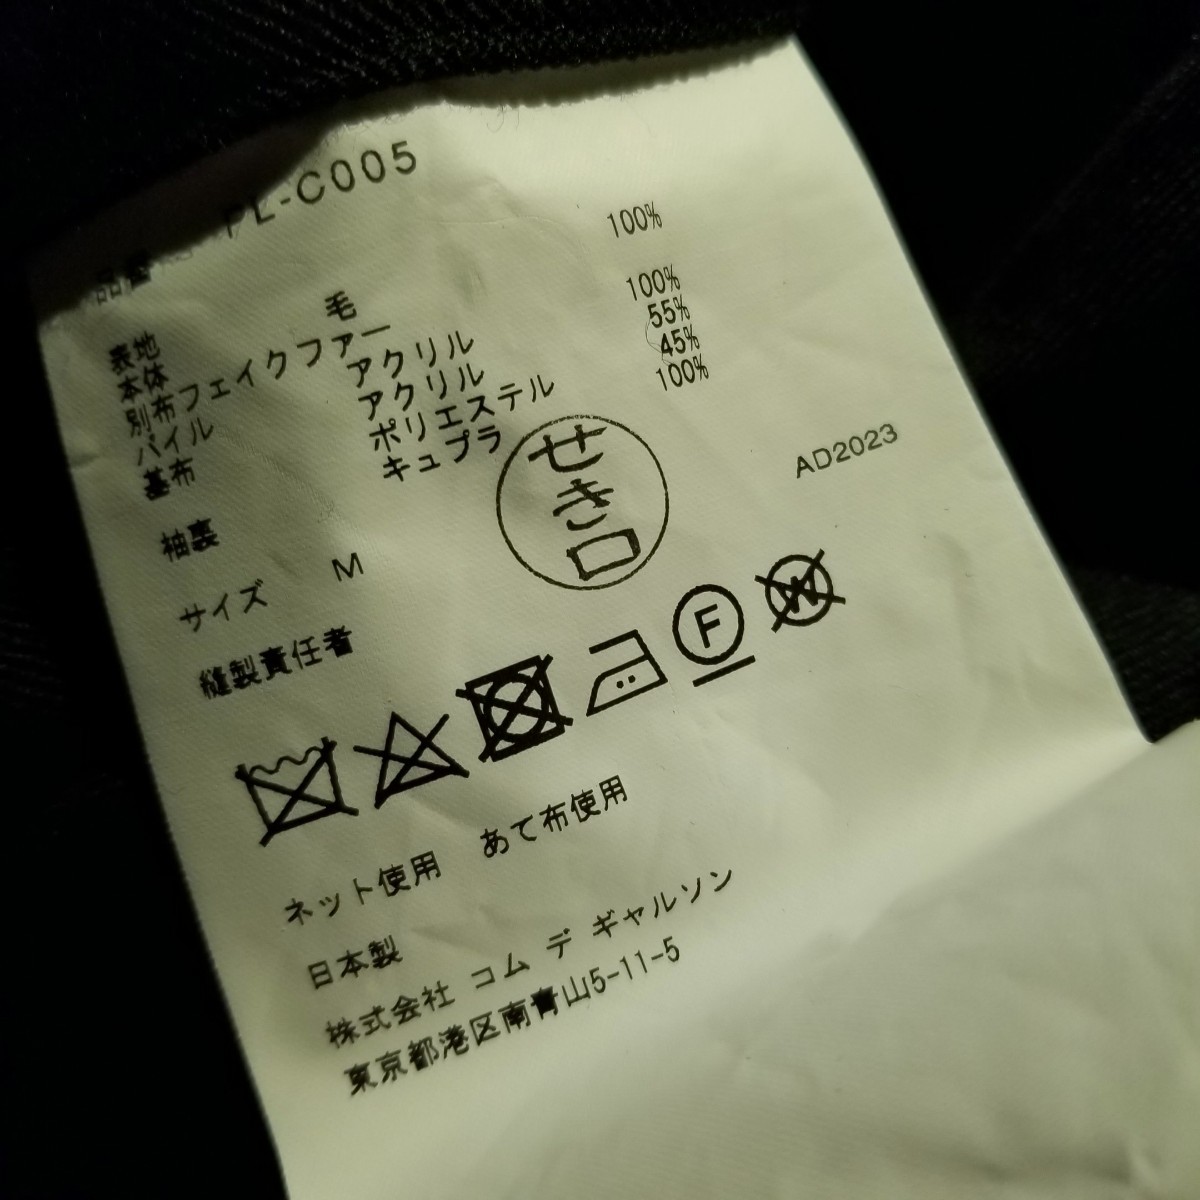 品番 PL-C005
表地
本体 毛 100%
別布フェイクファー
パイル アクリル 100%
基布 アクリル 55%
ポリエステル 45%
袖裏 キュプラ 100%
サイズ M
AD2023
縫製責任者 せき口
F
W
ネット使用 あて布使用
日本製
株式会社 コム デ ギャルソン
東京都港区南青山5-11-5